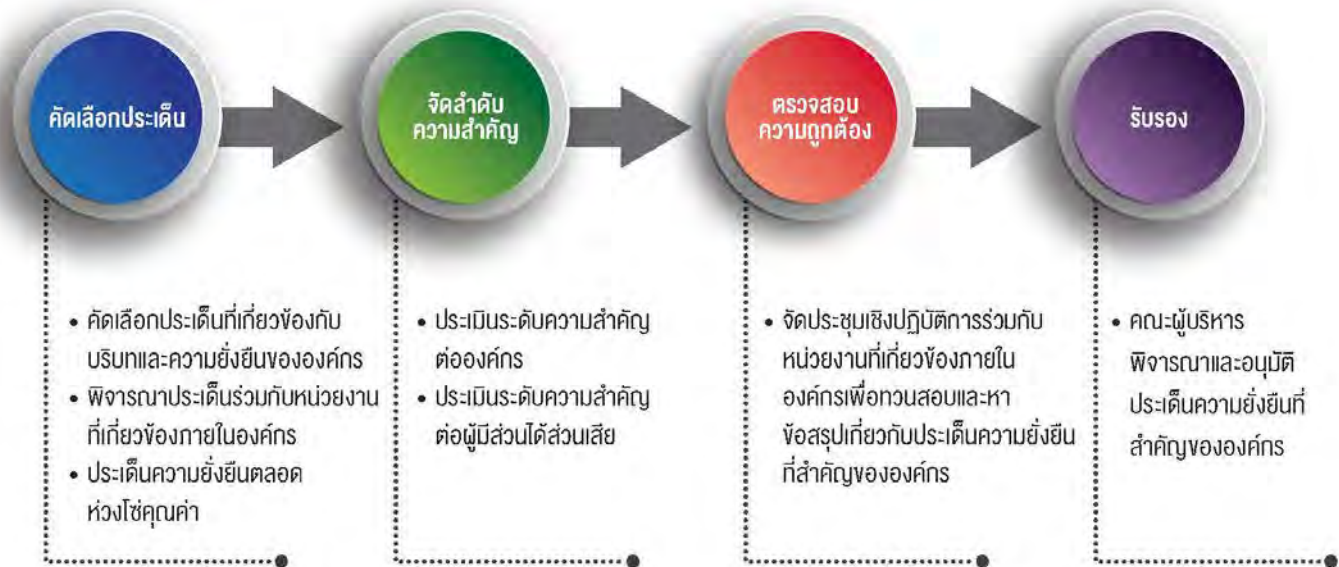 คัดเลือกประเด็น
จัดลำดับ
ความสำคัญ
ตรวจสอบ
ความถูกต้อง
รับรอง
• คัดเลือกประเด็นที่เกี่ยวข้องกับ
บริบทและความยั่งยืนขององค์กร
• พิจารณาประเด็นร่วมกับหน่วยงาน
ที่เกี่ยวข้องภายในองค์กร
• ประเด็นความยั่งยืนตลอด
ห่วงโซ่คุณค่า
• ประเมินระดับความสำคัญ
ต่อองค์กร
• ประเมินระดับความสำคัญ
ต่อผู้มีส่วนได้ส่วนเสีย
• จัดประชุมเชิงปฏิบัติการร่วมกับ
หน่วยงานที่เกี่ยวข้องภายใน
องค์กรเพื่อทวนสอบและหา
ข้อสรุปเกี่ยวกับประเด็นความยั่งยืน
ที่สำคัญขององค์กร
• คณะผู้บริหาร
พิจารณาและอนุมัติ
ประเด็นความยั่งยืนที่
สำคัญขององค์กร